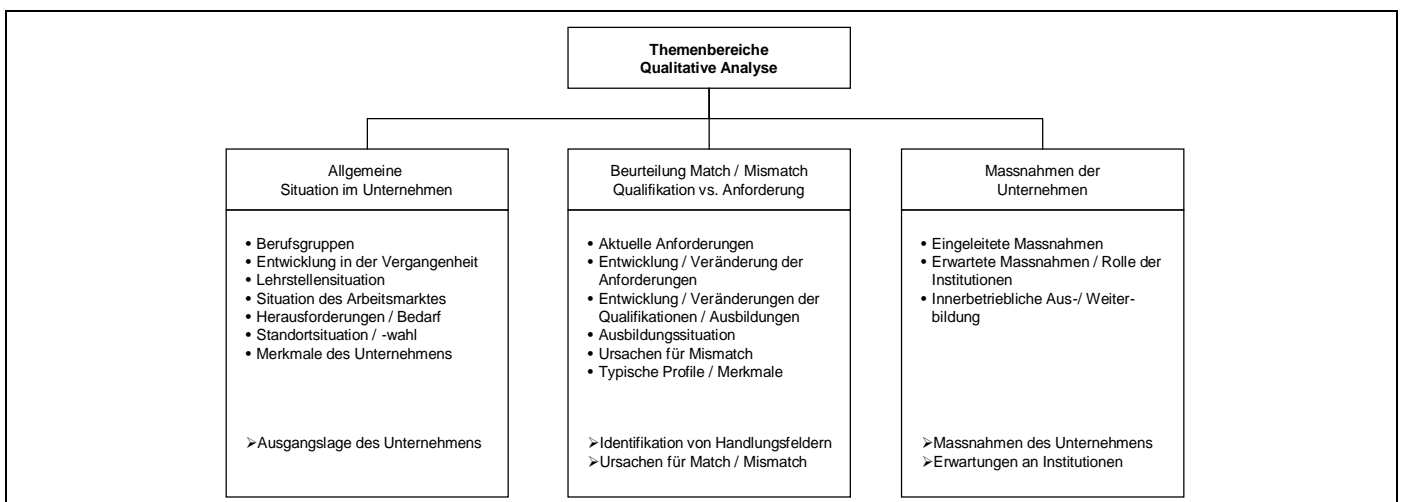 Themenbereiche
Qualitative Analyse
Allgemeine
Situation im Unternehmen
• Berufsgruppen
• Entwicklung in der Vergangenheit
• Lehrstellensituation
• Situation des Arbeitsmarktes
• Herausforderungen / Bedarf
• Standortsituation / -wahl
• Merkmale des Unternehmens
➢Ausgangslage des Unternehmens
Beurteilung Match / Mismatch
Qualifikation vs. Anforderung
• Aktuelle Anforderungen
• Entwicklung / Veränderung der
Anforderungen
• Entwicklung / Veränderungen der
Qualifikationen / Ausbildungen
• Ausbildungssituation
• Ursachen für Mismatch
• Typische Profile / Merkmale
➢Identifikation von Handlungsfeldern
➢Ursachen für Match / Mismatch
Massnahmen der
Unternehmen
• Eingeleitete Massnahmen
• Erwartete Massnahmen / Rolle der
Institutionen
• Innerbetriebliche Aus-/ Weiter-
bildung
➢Massnahmen des Unternehmens
➢Erwartungen an Institutionen